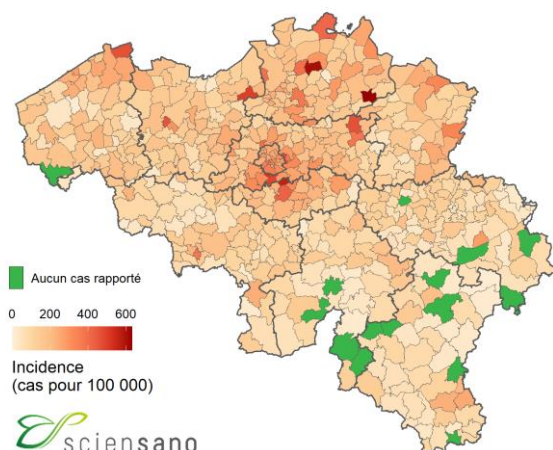 Aucun cas rapporté
0 200 400 600
Incidence
(cas pour 100 000)
sciensano